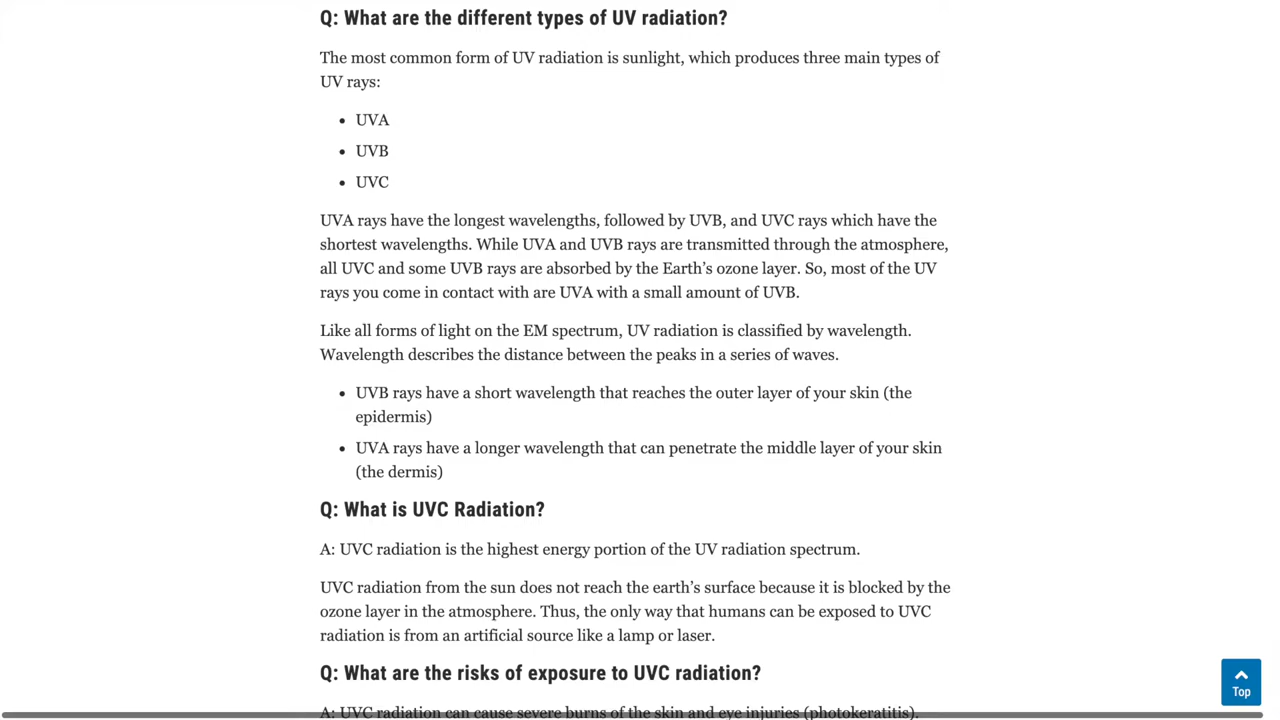 Q: What are the different types of UV radiation?
The most common form of UV radiation is sunlight, which produces three main types of
UV rays:
• UVA
• UVB
• UVC
UVA rays have the longest wavelengths, followed by UVB, and UVC rays which have the
shortest wavelengths. While UVA and UVB rays are transmitted through the atmosphere,
all UVC and some UVB rays are absorbed by the Earth’s ozone layer. So, most of the UV
rays you come in contact with are UVA with a small amount of UVB.
Like all forms of light on the EM spectrum, UV radiation is classified by wavelength.
Wavelength describes the distance between the peaks in a series of waves.
• UVB rays have a short wavelength that reaches the outer layer of your skin (the
epidermis)
• UVA rays have a longer wavelength that can penetrate the middle layer of your skin
(the dermis)
Q: What is UVC Radiation?
A: UVC radiation is the highest energy portion of the UV radiation spectrum.
UVC radiation from the sun does not reach the earth’s surface because it is blocked by the
ozone layer in the atmosphere. Thus, the only way that humans can be exposed to UVC
radiation is from an artificial source like a lamp or laser.
Q: What are the risks of exposure to UVC radiation?
A: UVC radiation can cause severe burns of the skin and eye injuries (photokeratitis).
Top